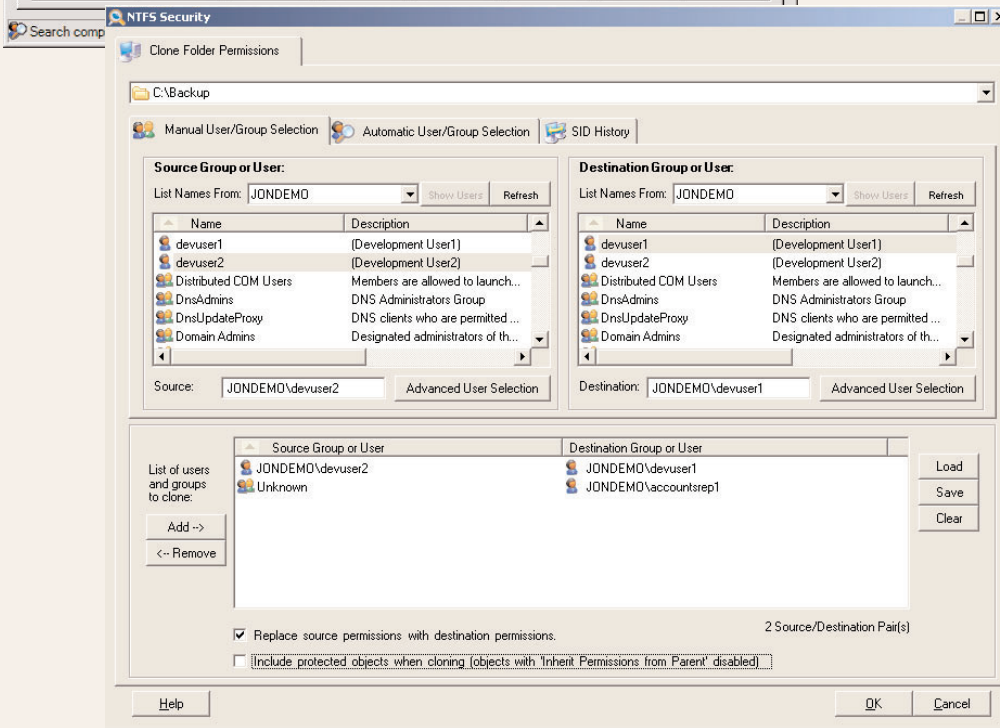 Search comp
NTFS Security
Clone Folder Permissions
C:\Backup
Manual User/Group Selection
Automatic User/Group Selection
SID History
Source Group or User:
List Names From: JONDEMO Show Users Refresh
Name Description
devuser1 (Development User1)
devuser2 (Development User2)
Distributed COM Users Members are allowed to launch...
DnsAdmins DNS Administrators Group
DnsUpdateProxy DNS clients who are permitted ...
Domain Admins Designated administrators of th...
Source: JONDEMO\devuser2 Advanced User Selection
Destination Group or User:
List Names From: JONDEMO Show Users Refresh
Name Description
devuser1 (Development User1)
devuser2 (Development User2)
Distributed COM Users Members are allowed to launch...
DnsAdmins DNS Administrators Group
DnsUpdateProxy DNS clients who are permitted ...
Domain Admins Designated administrators of th...
Destination: JONDEMO\devuser1 Advanced User Selection
List of users
and groups
to clone:
Add -->
<-- Remove
Source Group or User Destination Group or User
JONDEMO\devuser2 JONDEMO\devuser1
Unknown JONDEMO\accountsrep1
Load
Save
Clear
2 Source/Destination Pair(s)
Replace source permissions with destination permissions.
Include protected objects when cloning (objects with 'Inherit Permissions from Parent' disabled)
Help
OK
Cancel